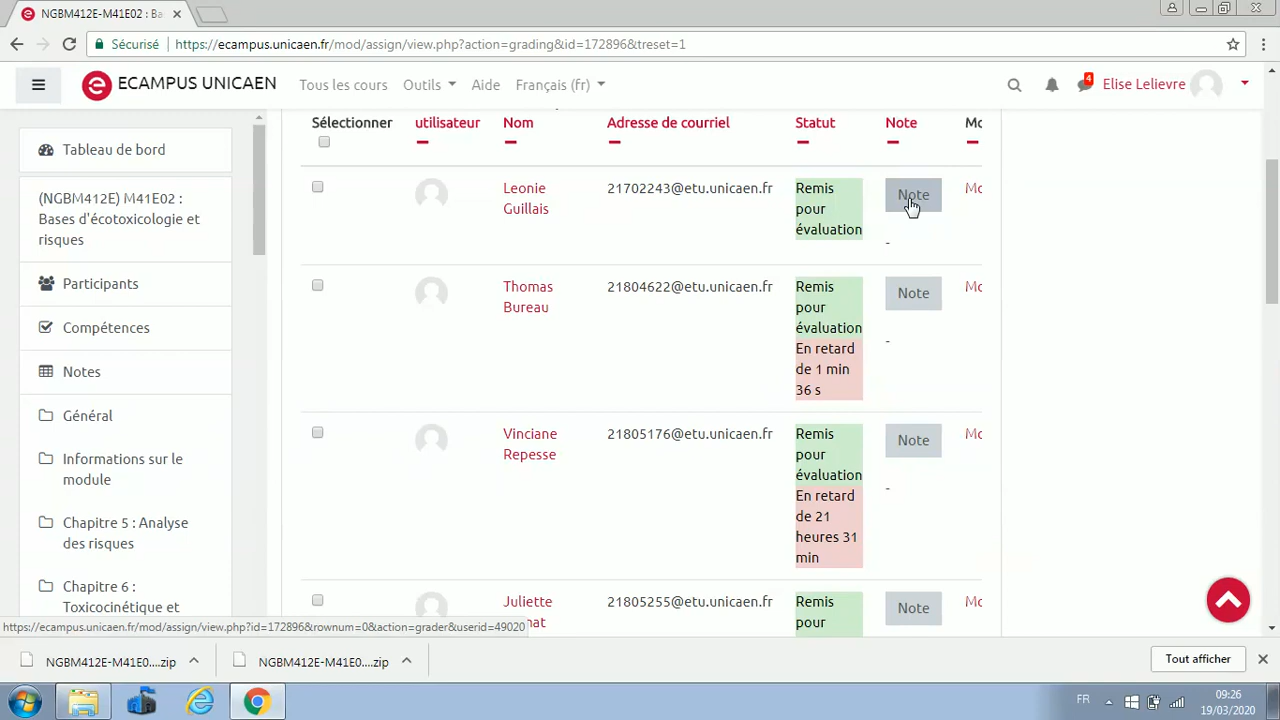 NGBM412E-M41E02 : Ba
Sécurisé
https://ecampus.unicaen.fr/mod/assign/view.php?action=grading&id=172896&treset=1
ECAMPUS UNICAEN
Tous les cours
Outils
Aide
Français (fr)
4
Elise Lelievre
Tableau de bord
(NGBM412E) M41E02 :
Bases d'écotoxicologie et
risques
Participants
Compétences
Notes
Général
Informations sur le
module
Chapitre 5 : Analyse
des risques
Chapitre 6 :
Toxicocinétique et
Sélectionner
utilisateur
Nom
Adresse de courriel
Statut
Note
Mo
Leonie
Guillais
21702243@etu.unicaen.fr
Remis
pour
évaluation
Note
-
Mo
Thomas
Bureau
21804622@etu.unicaen.fr
Remis
pour
évaluation
En retard
de 1 min
36 s
Note
-
Mo
Vinciane
Repesse
21805176@etu.unicaen.fr
Remis
pour
évaluation
En retard
de 21
heures 31
min
Note
-
Mo
Juliette
nat
21805255@etu.unicaen.fr
Remis
pour
Note
Mo
https://ecampus.unicaen.fr/mod/assign/view.php?id=172896&rownum=0&action=grader&userid=49020
NGBM412E-M41E0....zip
NGBM412E-M41E0....zip
Tout afficher
FR
09:26
19/03/2020